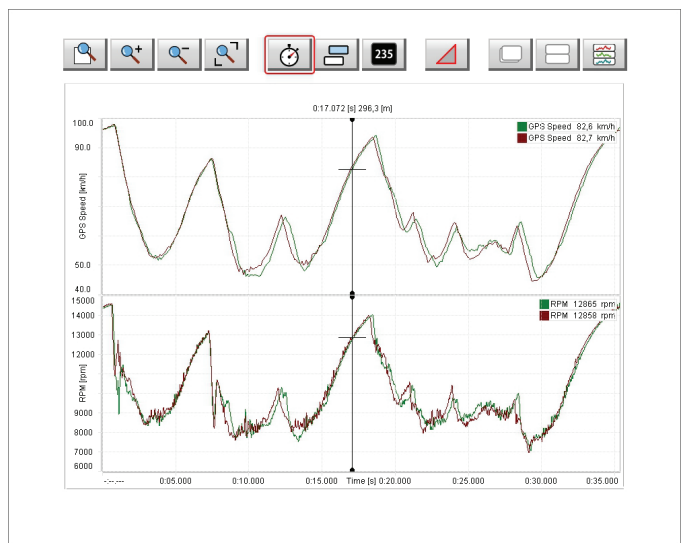 235
0:17.072 [s] 296,3 [m]
100.0
GPS Speed 82,6 km/h
GPS Speed 82,7 km/h
90.0
GPS Speed [km/h]
50.0
40.0
15000
RPM 12865 rpm
14000
RPM 12858 rpm
13000
12000
RPM [rpm]
9000
8000
7000
6000
-:--.--- 0:05.000 0:10.000 0:15.000 Time [s] 0:20.000 0:25.000 0:30.000 0:35.000